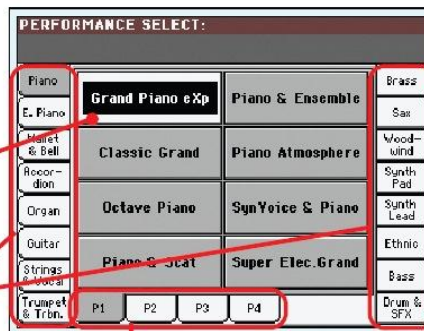 PERFORMANCE SELECT:
Piano
E. Piano
Mallet
& Bell
Accor-
dion
Organ
Guitar
Strings
& Vocal
Trumpet
& Trbn.
Grand Piano eXp
Piano & Ensemble
Classic Grand
Piano Atmosphere
Octave Piano
SynVoice & Piano
Piano & Scat
Super Elec.Grand
P1
P2
P3
P4
Brass
Sax
Wood-
wind
Synth
Pad
Synth
Lead
Ethnic
Bass
Drum &
SFX